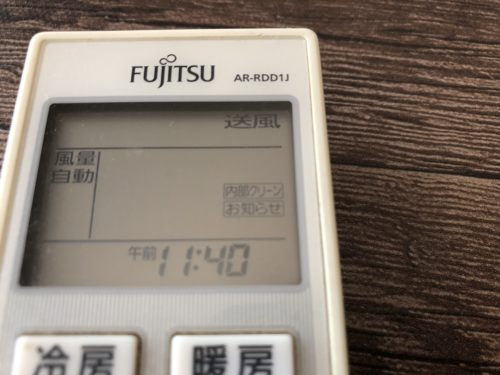 FUJITSU AR-RDD1J
送風
風量
自動
内部クリーン
お知らせ
午前 11:40
冷房 暖房